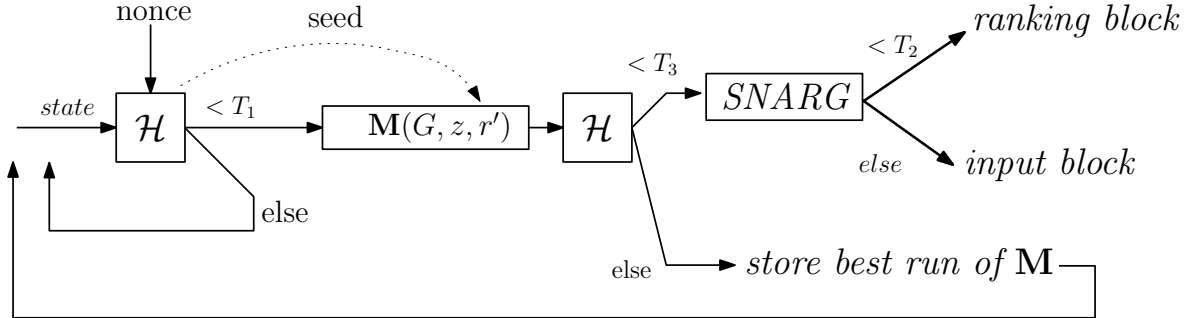 nonce
seed
ranking block
state
ℋ
< T₁
M(G, z, r′)
ℋ
< T₃
SNARG
< T₂
else
input block
else
else
store best run of M